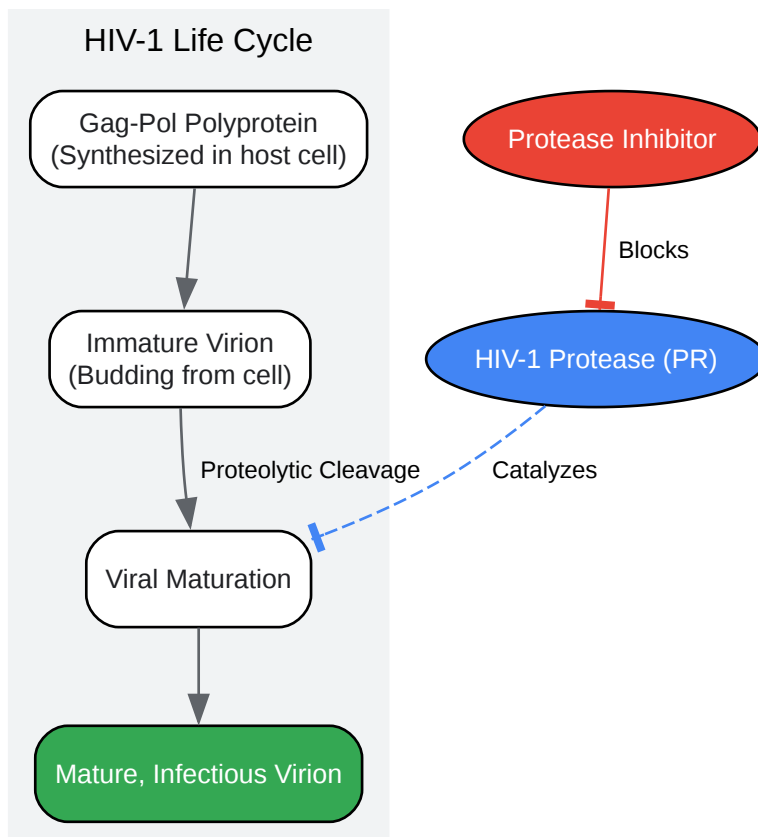 HIV-1 Life Cycle
Gag-Pol Polyprotein
(Synthesized in host cell)
Protease Inhibitor
Blocks
Immature Virion
(Budding from cell)
HIV-1 Protease (PR)
Proteolytic Cleavage
Catalyzes
Viral Maturation
Mature, Infectious Virion